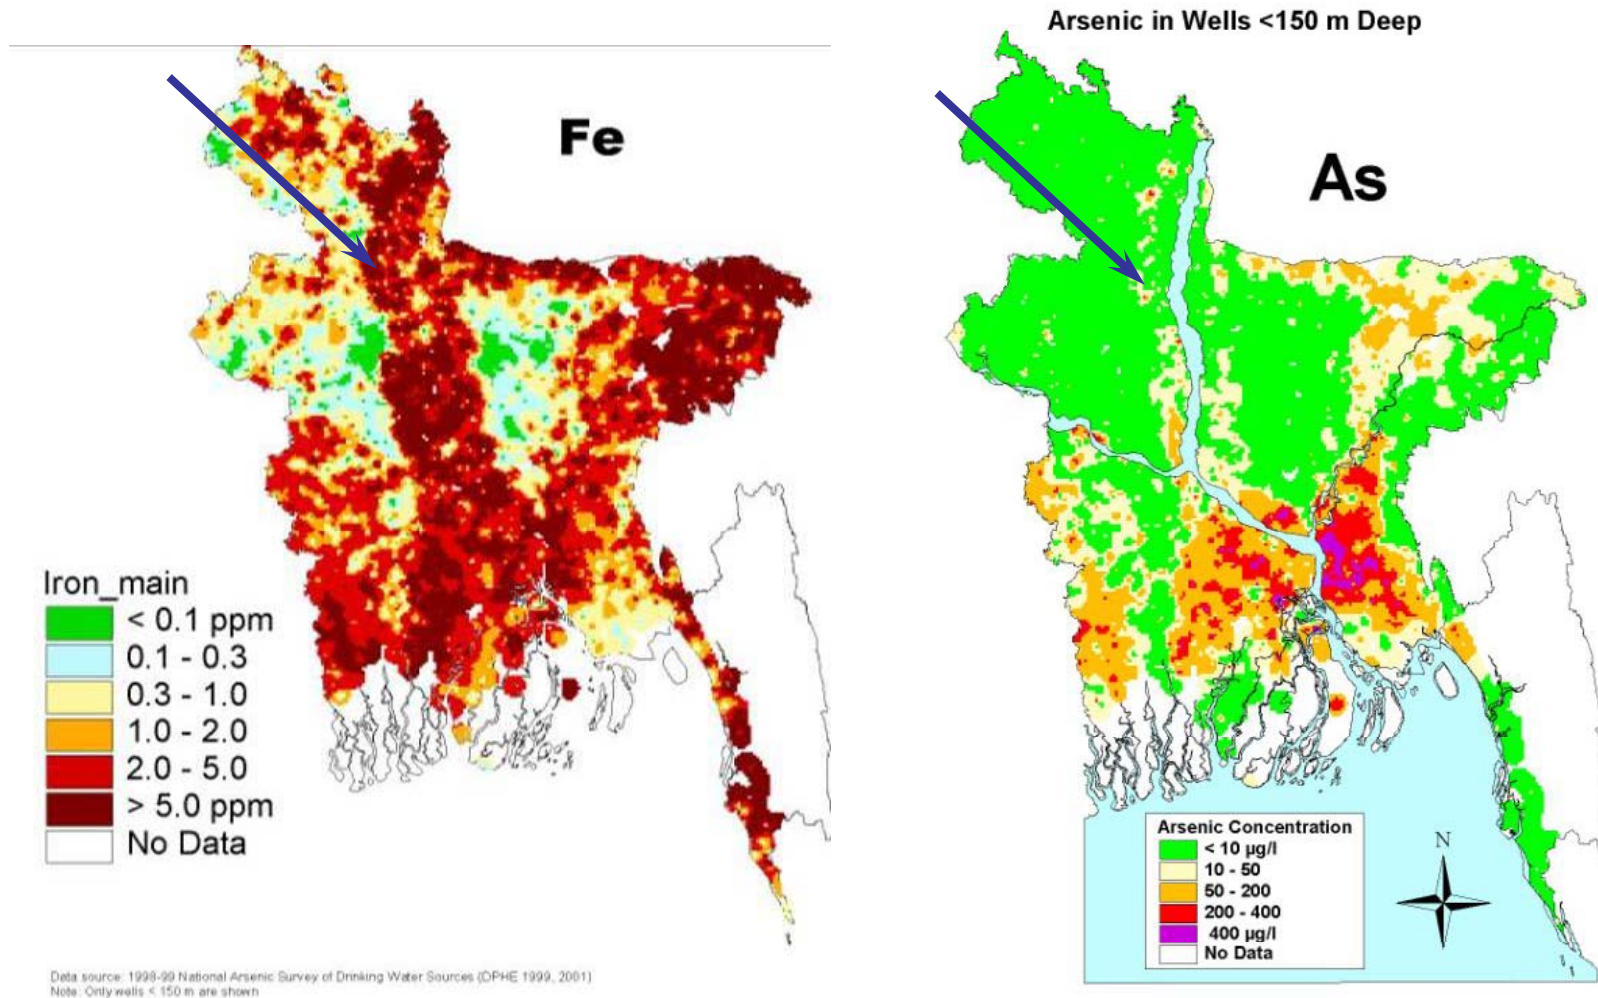 Fe
Iron_main
< 0.1 ppm
0.1 - 0.3
0.3 - 1.0
1.0 - 2.0
2.0 - 5.0
> 5.0 ppm
No Data
Data source: 1998-99 National Arsenic Survey of Drinking Water Sources (DPHE 1999, 2001)
Note: Only wells < 150 m are shown
Arsenic in Wells <150 m Deep
As
Arsenic Concentration
< 10 µg/l
10 - 50
50 - 200
200 - 400
400 µg/l
No Data
N